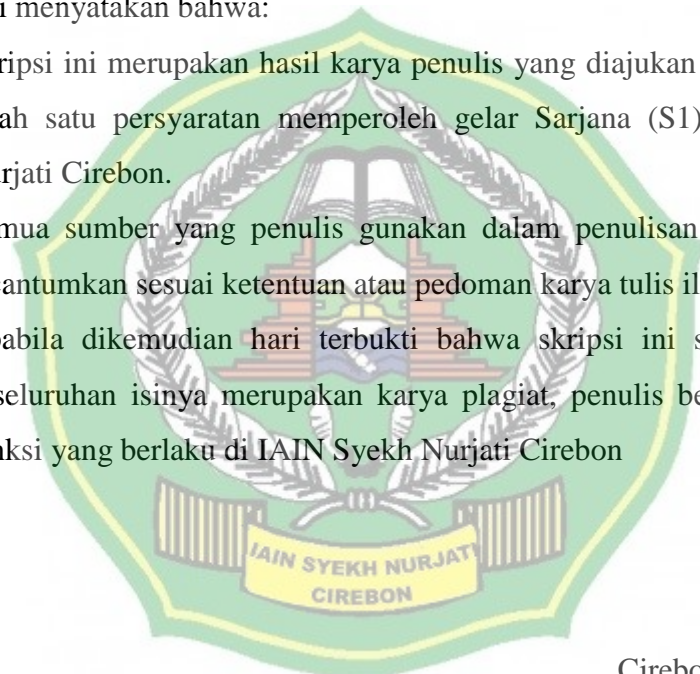 i menyatakan bahwa:
ripsi ini merupakan hasil karya penulis yang diajukan
ah satu persyaratan memperoleh gelar Sarjana (S1)
rjati Cirebon.
mua sumber yang penulis gunakan dalam penulisan
antumkan sesuai ketentuan atau pedoman karya tulis il
abila dikemudian hari terbukti bahwa skripsi ini s
seluruhan isinya merupakan karya plagiat, penulis be
nksi yang berlaku di IAIN Syekh Nurjati Cirebon
IAIN SYEKH NURJATI
CIREBON
Cirebo